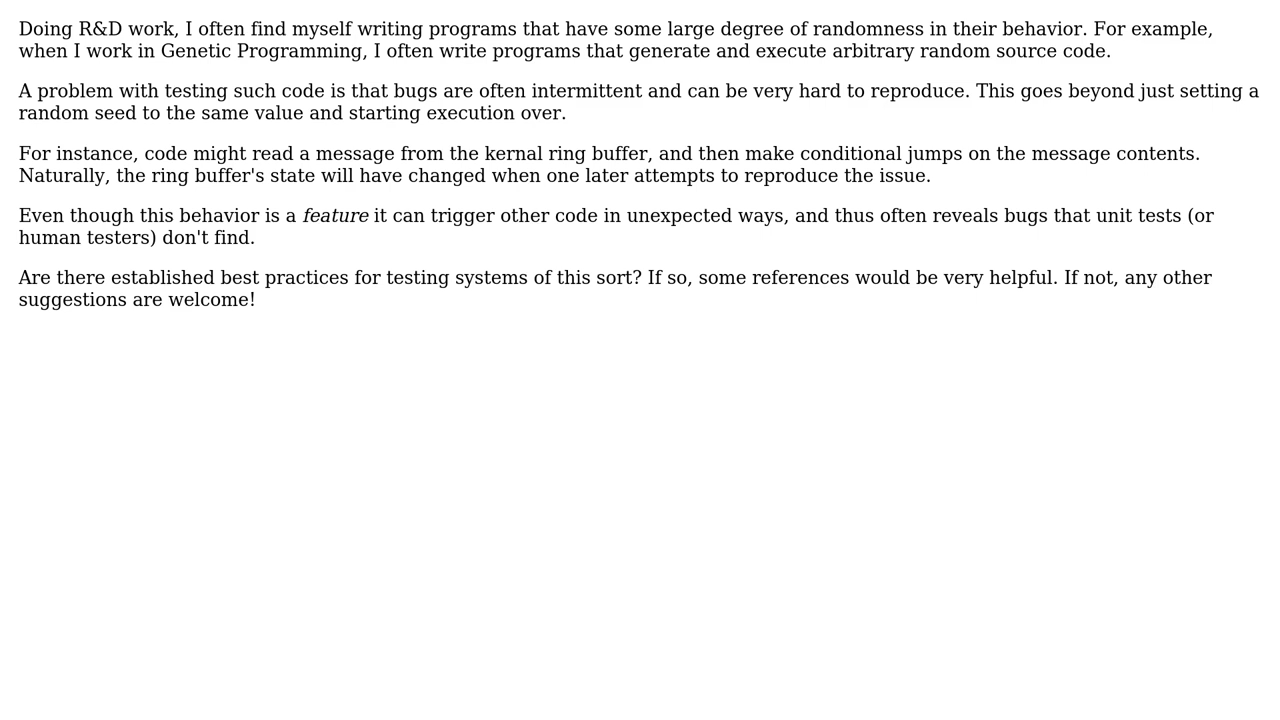 Doing R&D work, I often find myself writing programs that have some large degree of randomness in their behavior. For example,
when I work in Genetic Programming, I often write programs that generate and execute arbitrary random source code.
A problem with testing such code is that bugs are often intermittent and can be very hard to reproduce. This goes beyond just setting a
random seed to the same value and starting execution over.
For instance, code might read a message from the kernal ring buffer, and then make conditional jumps on the message contents.
Naturally, the ring buffer's state will have changed when one later attempts to reproduce the issue.
Even though this behavior is a feature it can trigger other code in unexpected ways, and thus often reveals bugs that unit tests (or
human testers) don't find.
Are there established best practices for testing systems of this sort? If so, some references would be very helpful. If not, any other
suggestions are welcome!